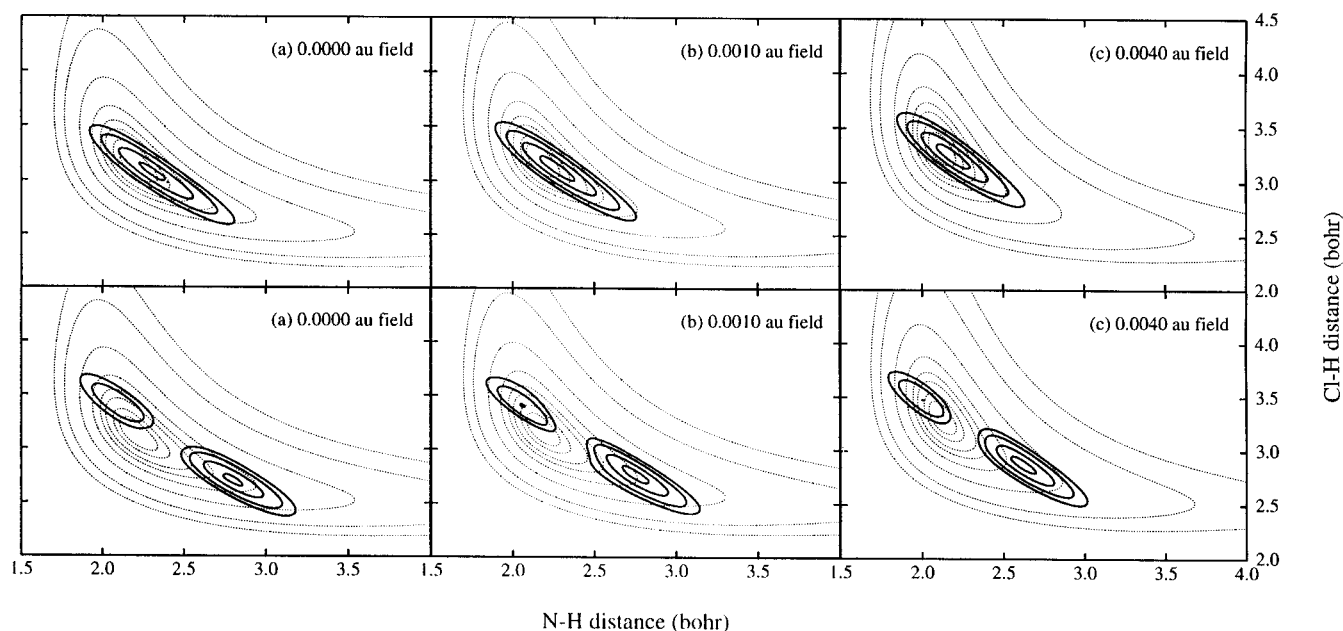 (a) 0.0000 au field
(b) 0.0010 au field
(c) 0.0040 au field
4.5
4.0
3.5
3.0
2.5
2.0
(a) 0.0000 au field
(b) 0.0010 au field
(c) 0.0040 au field
4.0
3.5
3.0
2.5
2.0
Cl-H distance (bohr)
1.5 2.0 2.5 3.0 3.5 1.5 2.0 2.5 3.0 3.5 1.5 2.0 2.5 3.0 3.5 4.0
N-H distance (bohr)